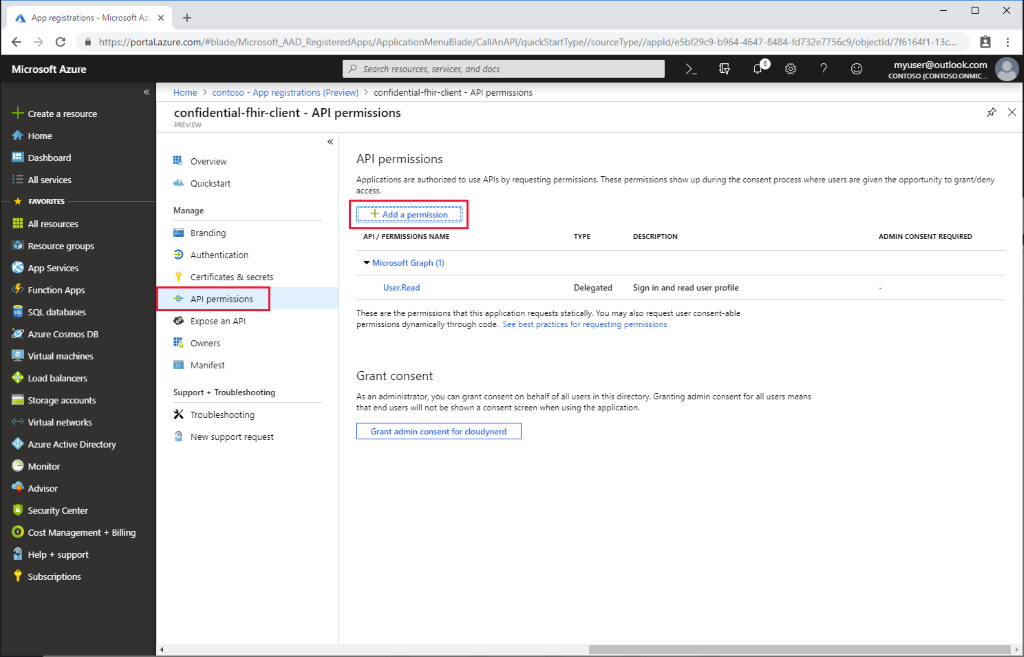 App registrations - Microsoft Az
https://portal.azure.com/#blade/Microsoft_AAD_RegisteredApps/ApplicationMenuBlade/CallAnAPI/quickStartType//sourceType//appId/e5bf29c9-b964-4647-8484-fd732e7756c9/objectId/7f6164f1-13c...
Microsoft Azure
Search resources, services, and docs
6
myuser@outlook.com
CONTOSO (CONTOSO.ONMIC...
Create a resource
Home
Dashboard
All services
FAVORITES
All resources
Resource groups
App Services
Function Apps
SQL databases
Azure Cosmos DB
Virtual machines
Load balancers
Storage accounts
Virtual networks
Azure Active Directory
Monitor
Advisor
Security Center
Cost Management + Billing
Help + support
Subscriptions
Home > contoso - App registrations (Preview) > confidential-fhir-client - API permissions
confidential-fhir-client - API permissions
PREVIEW
Overview
Quickstart
Manage
Branding
Authentication
Certificates & secrets
API permissions
Expose an API
Owners
Manifest
Support + Troubleshooting
Troubleshooting
New support request
API permissions
Applications are authorized to use APIs by requesting permissions. These permissions show up during the consent process where users are given the opportunity to grant/deny
access.
Add a permission
API / PERMISSIONS NAME TYPE DESCRIPTION ADMIN CONSENT REQUIRED
Microsoft Graph (1)
User.Read Delegated Sign in and read user profile -
These are the permissions that this application requests statically. You may also request user consent-able
permissions dynamically through code. See best practices for requesting permissions
Grant consent
As an administrator, you can grant consent on behalf of all users in this directory. Granting admin consent for all users means
that end users will not be shown a consent screen when using the application.
Grant admin consent for cloudynerd